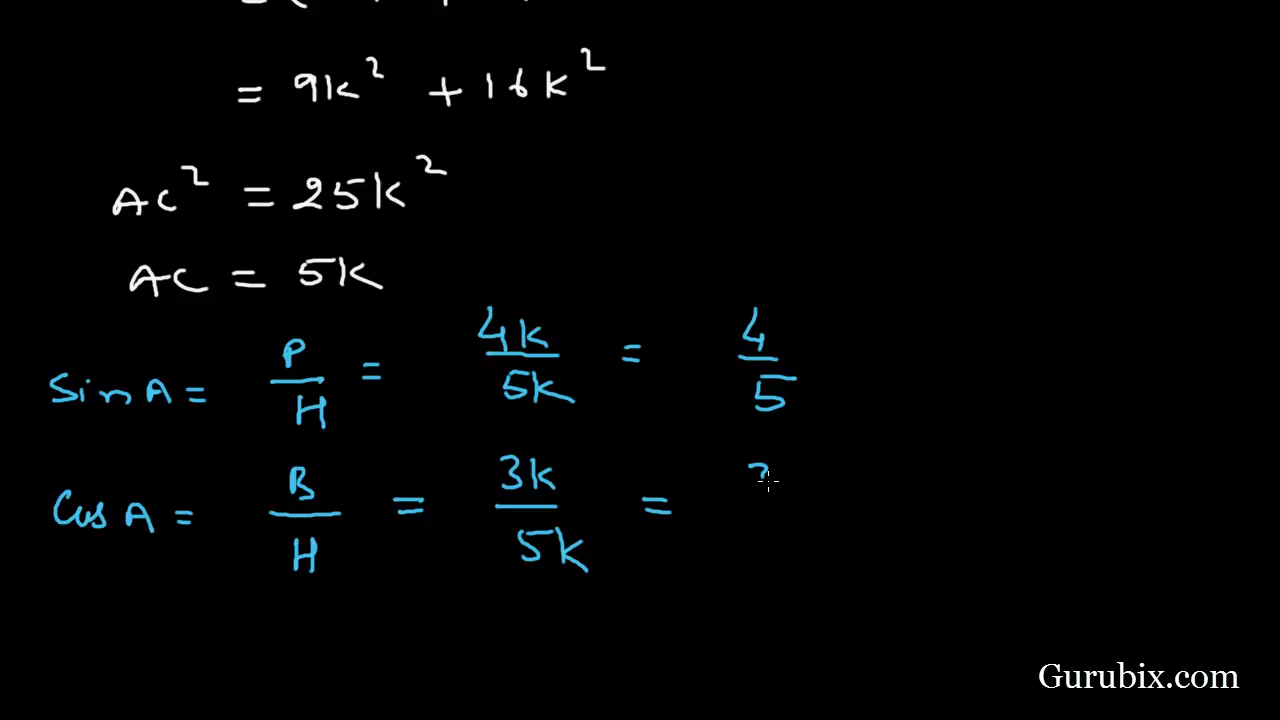 = 9k² + 16k²
AC² = 25k²
AC = 5k
Sin A = P/H = 4k/5k = 4/5
Cos A = B/H = 3k/5k =
Gurubix.com